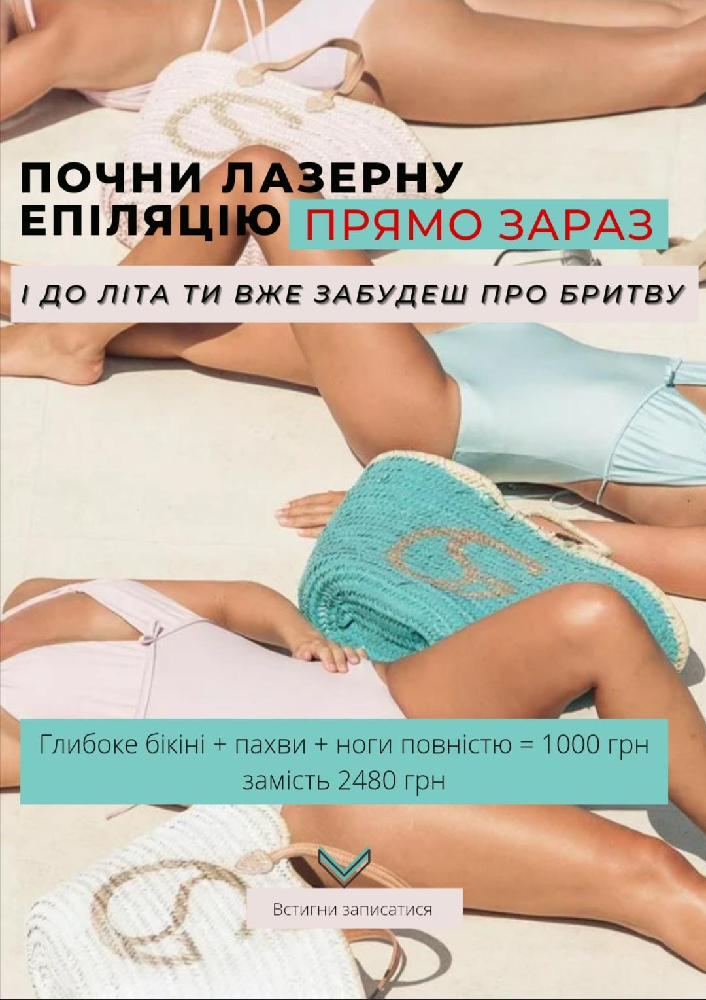 ПОЧНИ ЛАЗЕРНУ
ЕПІЛЯЦІЮ ПРЯМО ЗАРАЗ
І ДО ЛІТА ТИ ВЖЕ ЗАБУДЕШ ПРО БРИТВУ
Глибоке бікіні + пахви + ноги повністю = 1000 грн
замість 2480 грн
Встигни записатися